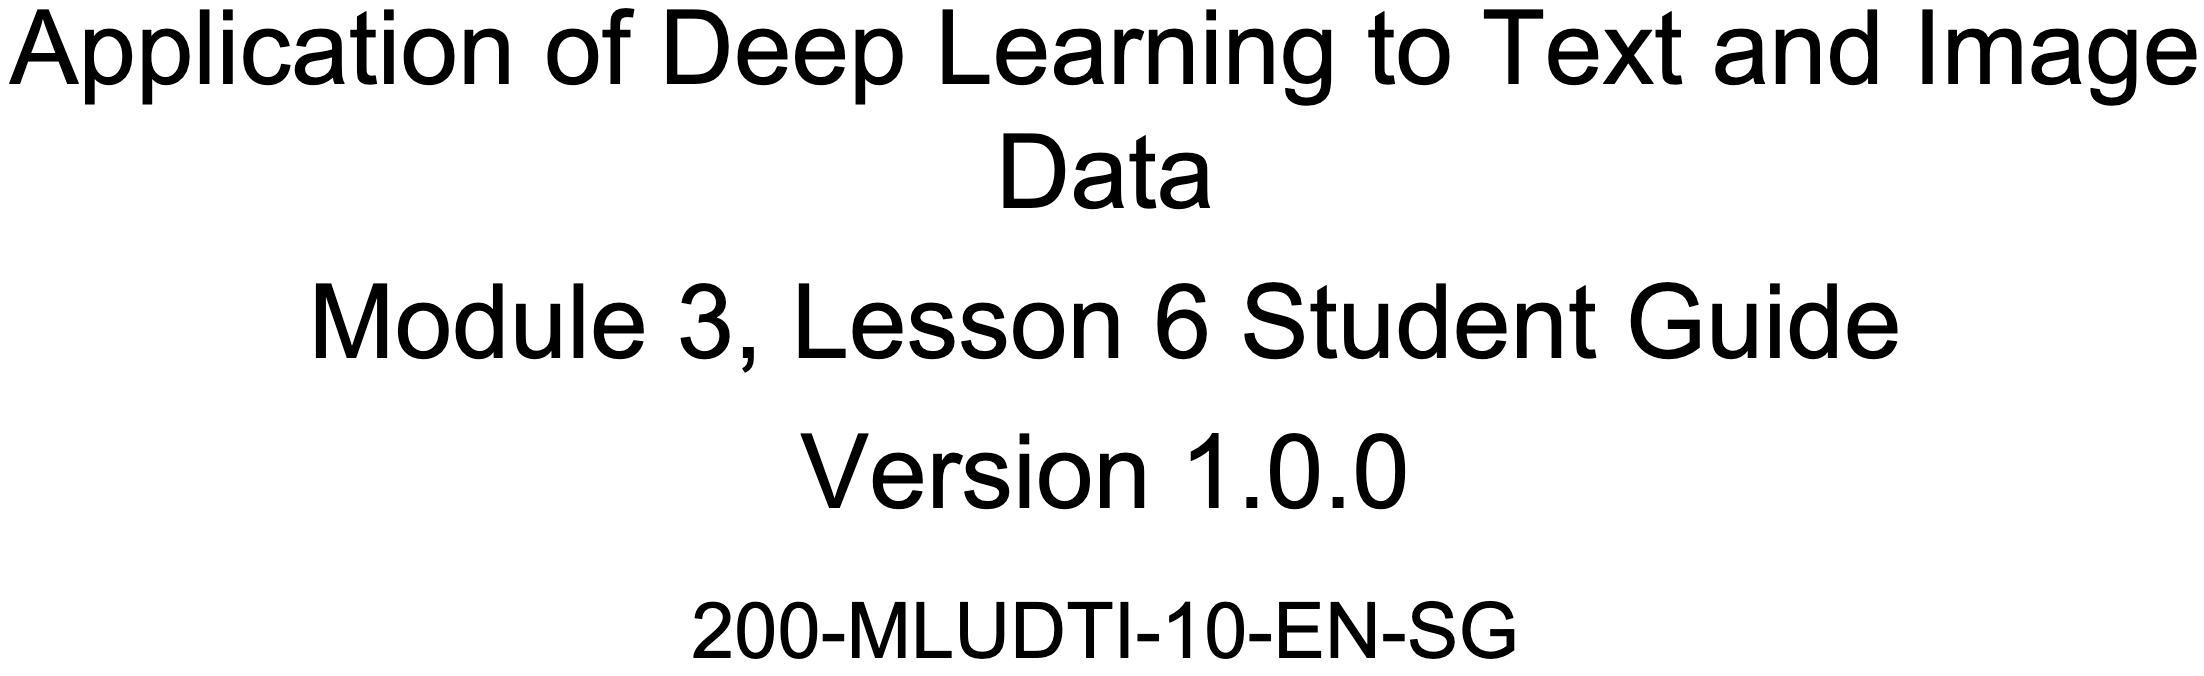 Application of Deep Learning to Text and Image
Data
Module 3, Lesson 6 Student Guide
Version 1.0.0
200-MLUDTI-10-EN-SG